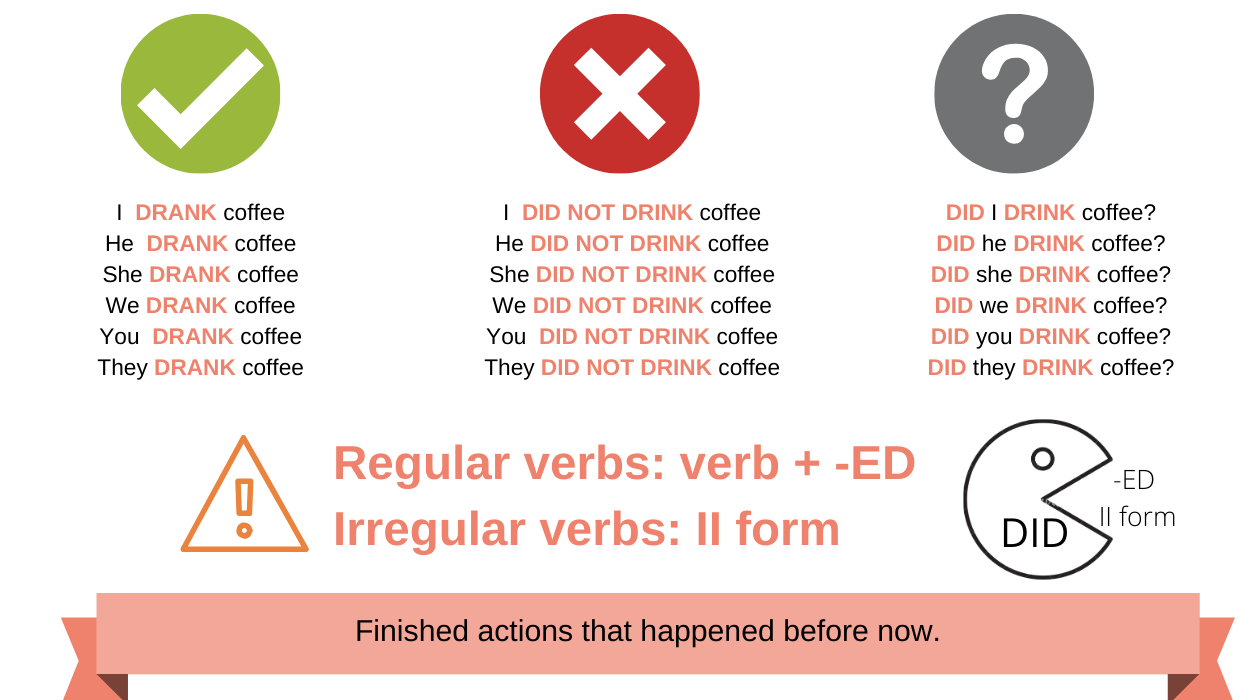 I DRANK coffee
He DRANK coffee
She DRANK coffee
We DRANK coffee
You DRANK coffee
They DRANK coffee
I DID NOT DRINK coffee
He DID NOT DRINK coffee
She DID NOT DRINK coffee
We DID NOT DRINK coffee
You DID NOT DRINK coffee
They DID NOT DRINK coffee
DID I DRINK coffee?
DID he DRINK coffee?
DID she DRINK coffee?
DID we DRINK coffee?
DID you DRINK coffee?
DID they DRINK coffee?
Regular verbs: verb + -ED
Irregular verbs: II form
-ED
II form
DID
Finished actions that happened before now.